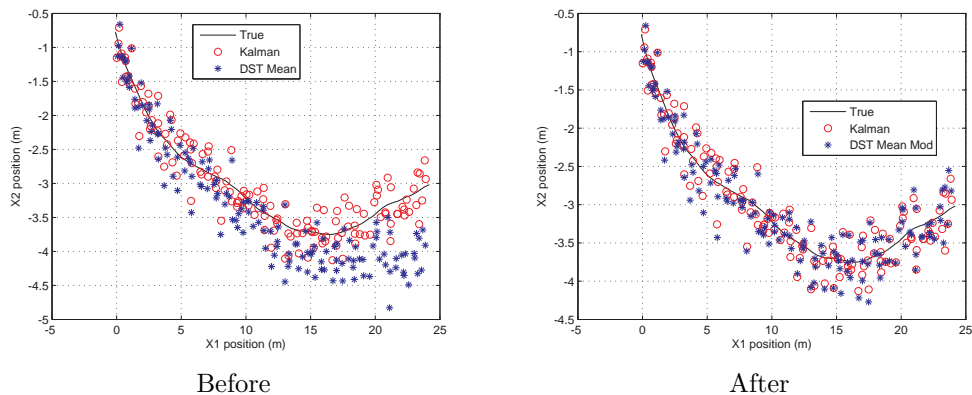 -0.5
-1
-1.5
-2
-2.5
-3
-3.5
-4
-4.5
-5
X2 position (m)
True
Kalman
DST Mean
-5 0 5 10 15 20 25
X1 position (m)
Before
-0.5
-1
-1.5
-2
-2.5
-3
-3.5
-4
-4.5
X2 position (m)
True
Kalman
DST Mean Mod
-5 0 5 10 15 20 25
X1 position (m)
After